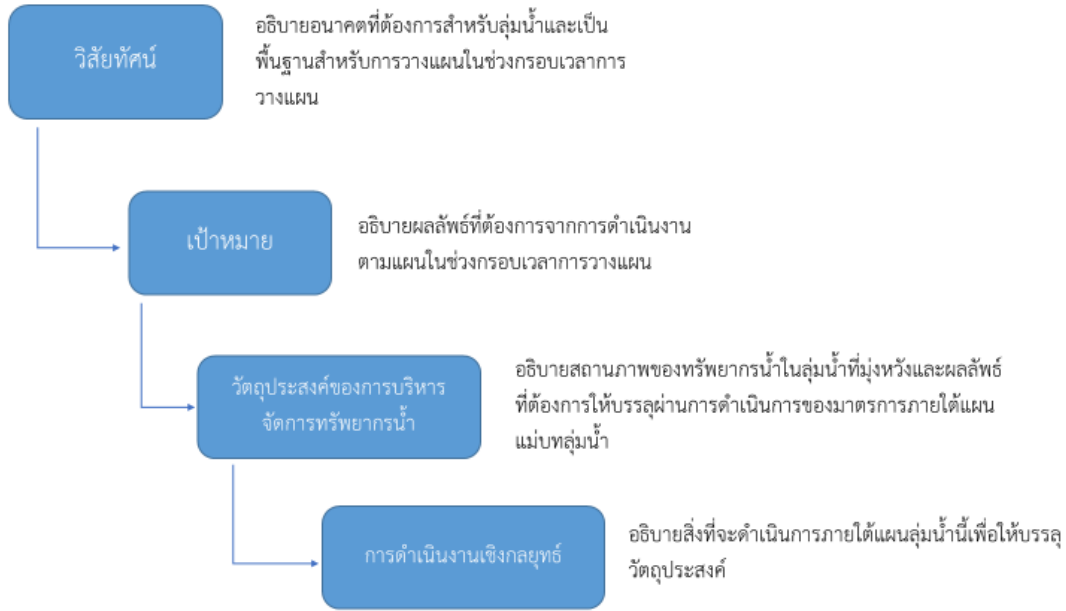 วิสัยทัศน์
อธิบายอนาคตที่ต้องการสำหรับลุ่มน้ำและเป็น
พื้นฐานสำหรับการวางแผนในช่วงกรอบเวลาการ
วางแผน
เป้าหมาย
อธิบายผลลัพธ์ที่ต้องการจากการดำเนินงาน
ตามแผนในช่วงกรอบเวลาการวางแผน
วัตถุประสงค์ของการบริหาร
จัดการทรัพยากรน้ำ
อธิบายสถานภาพของทรัพยากรน้ำในลุ่มน้ำที่มุ่งหวังและผลลัพธ์
ที่ต้องการให้บรรลุผ่านการดำเนินการของมาตรการภายใต้แผน
แม่บทลุ่มน้ำ
การดำเนินงานเชิงกลยุทธ์
อธิบายสิ่งที่จะดำเนินการภายใต้แผนลุ่มน้ำนี้เพื่อให้บรรลุ
วัตถุประสงค์